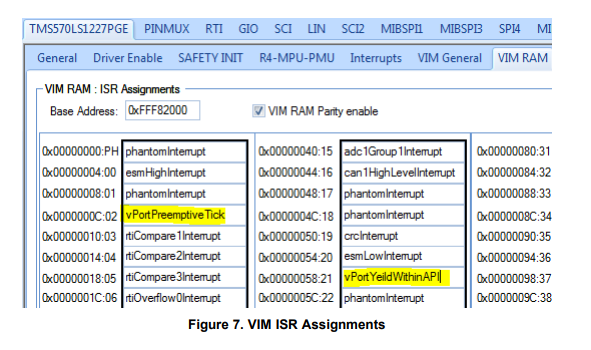 TMS570LS1227PGE PINMUX RTI GIO SCI LIN SCI2 MIBSPI1 MIBSPI3 SPI4 MI
General Driver Enable SAFETY INIT R4-MPU-PMU Interrupts VIM General VIM RAM
VIM RAM : ISR Assignments
Base Address: 0xFFF82000 VIM RAM Parity enable
0x00000000:PH phantomInterrupt 0x00000040:15 adc1Group1Interrupt 0x00000080:31
0x00000004:00 esmHighInterrupt 0x00000044:16 can1HighLevelInterrupt 0x00000084:32
0x00000008:01 phantomInterrupt 0x00000048:17 phantomInterrupt 0x00000088:33
0x0000000C:02 vPortPreemptiveTick 0x0000004C:18 phantomInterrupt 0x0000008C:34
0x00000010:03 rtiCompare1Interrupt 0x00000050:19 crcInterrupt 0x00000090:35
0x00000014:04 rtiCompare2Interrupt 0x00000054:20 esmLowInterrupt 0x00000094:36
0x00000018:05 rtiCompare3Interrupt 0x00000058:21 vPortYeildWithinAPI 0x00000098:37
0x0000001C:06 rtiOverflow0Interrupt 0x0000005C:22 phantomInterrupt 0x0000009C:38
Figure 7. VIM ISR Assignments